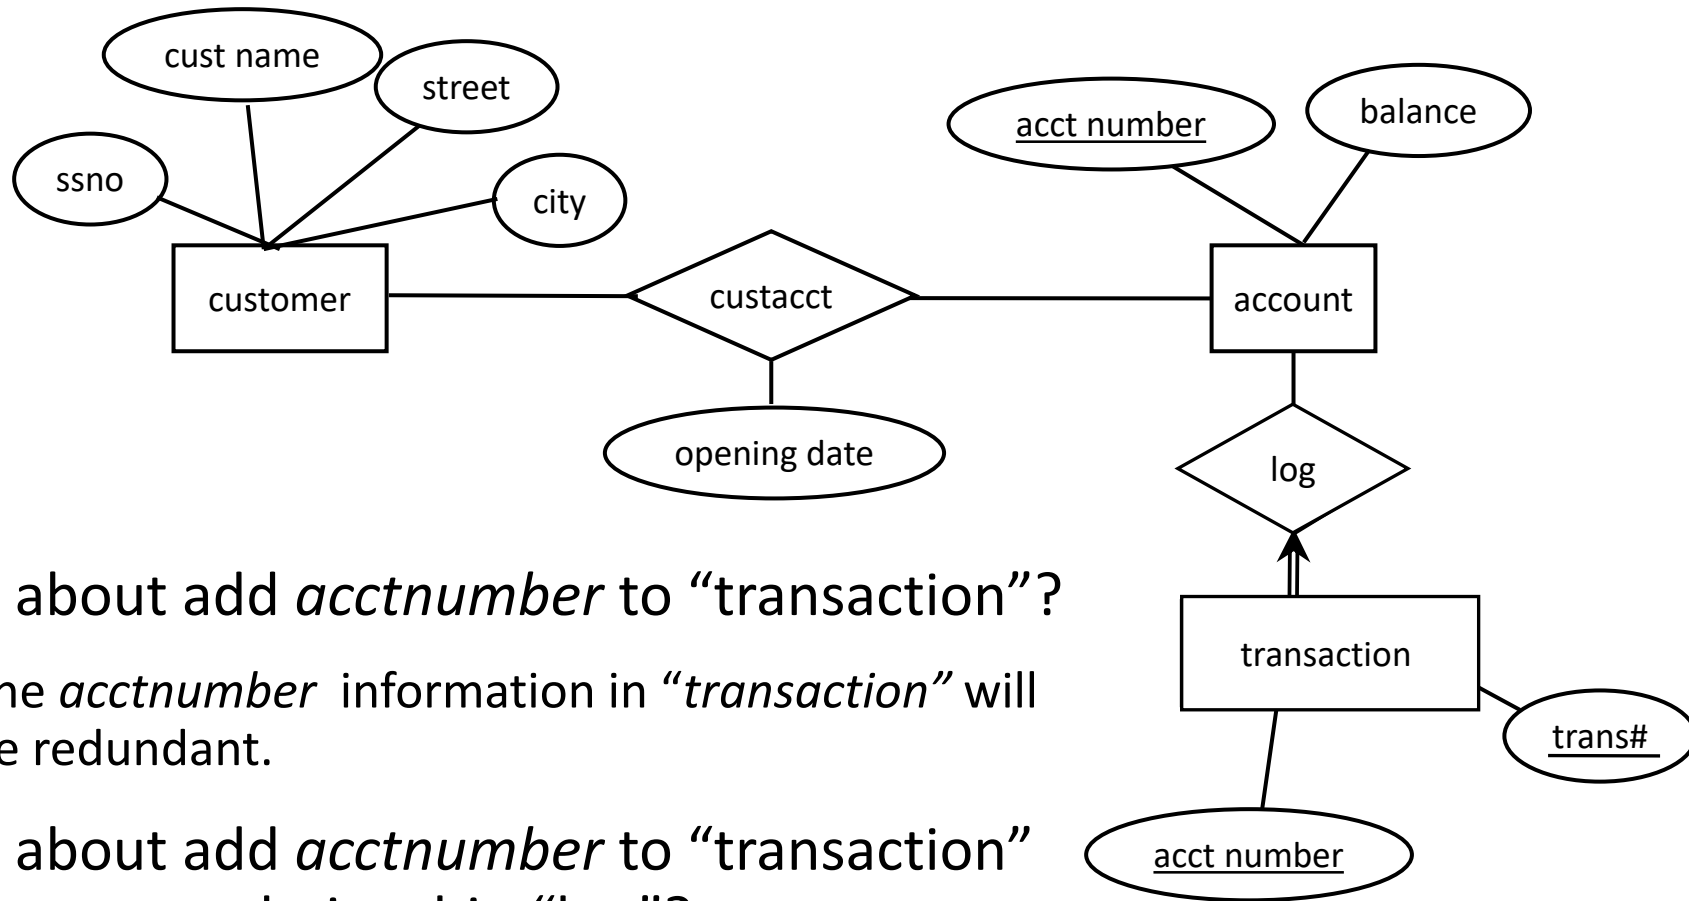 cust name
street
ssno
city
acct number
balance
customer
custacct
account
opening date
log
about add acctnumber to “transaction”?
acctnumber information in “transaction” will
redundant.
transaction
trans#
about add acctnumber to “transaction”
acct number